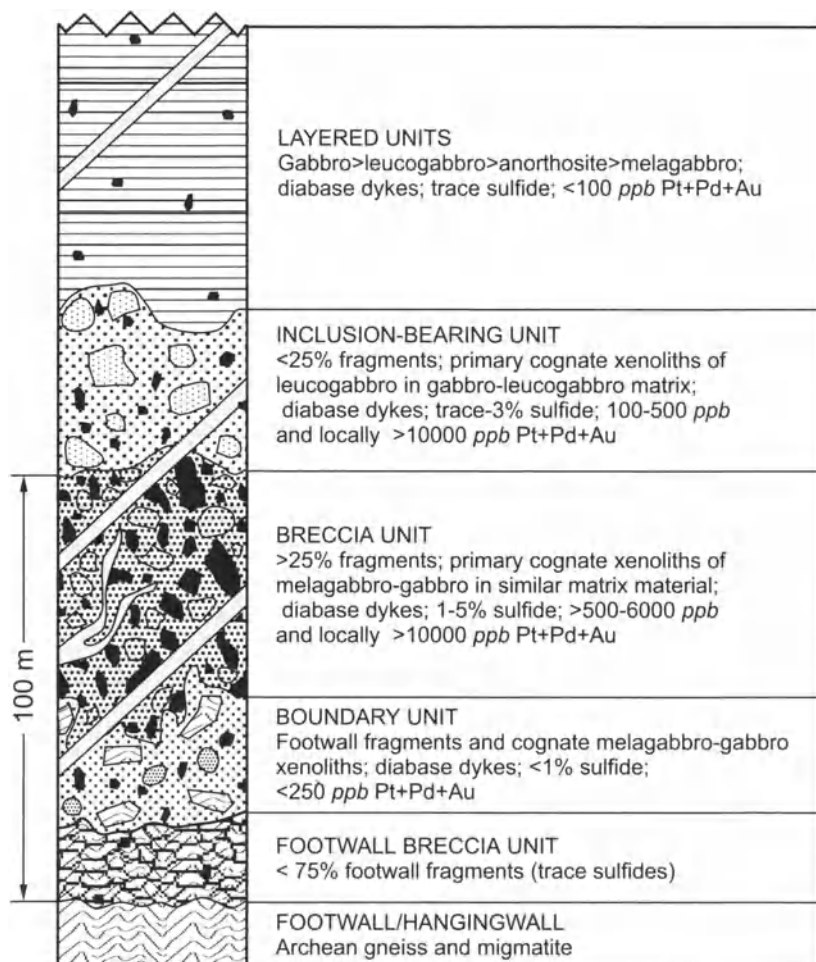 LAYERED UNITS
Gabbro>leucogabbro>anorthosite>melagabbro;
diabase dykes; trace sulfide; <100 ppb Pt+Pd+Au
INCLUSION-BEARING UNIT
<25% fragments; primary cognate xenoliths of
leucogabbro in gabbro-leucogabbro matrix;
diabase dykes; trace-3% sulfide; 100-500 ppb
and locally >10000 ppb Pt+Pd+Au
BRECCIA UNIT
>25% fragments; primary cognate xenoliths of
melagabbro-gabbro in similar matrix material;
diabase dykes; 1-5% sulfide; >500-6000 ppb
and locally >10000 ppb Pt+Pd+Au
100 m
BOUNDARY UNIT
Footwall fragments and cognate melagabbro-gabbro
xenoliths; diabase dykes; <1% sulfide;
<250 ppb Pt+Pd+Au
FOOTWALL BRECCIA UNIT
< 75% footwall fragments (trace sulfides)
FOOTWALL/HANGINGWALL
Archean gneiss and migmatite